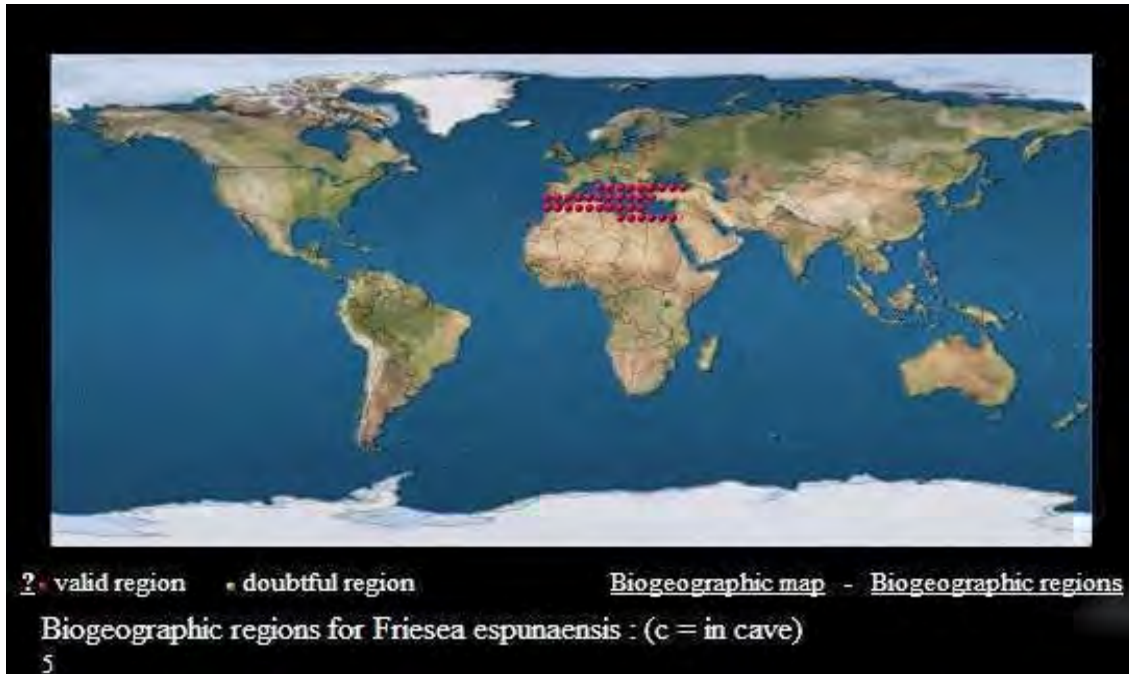 ? valid region doubtful region Biogeographic map - Biogeographic regions
Biogeographic regions for Friesea espunaensis : (c = in cave)
5